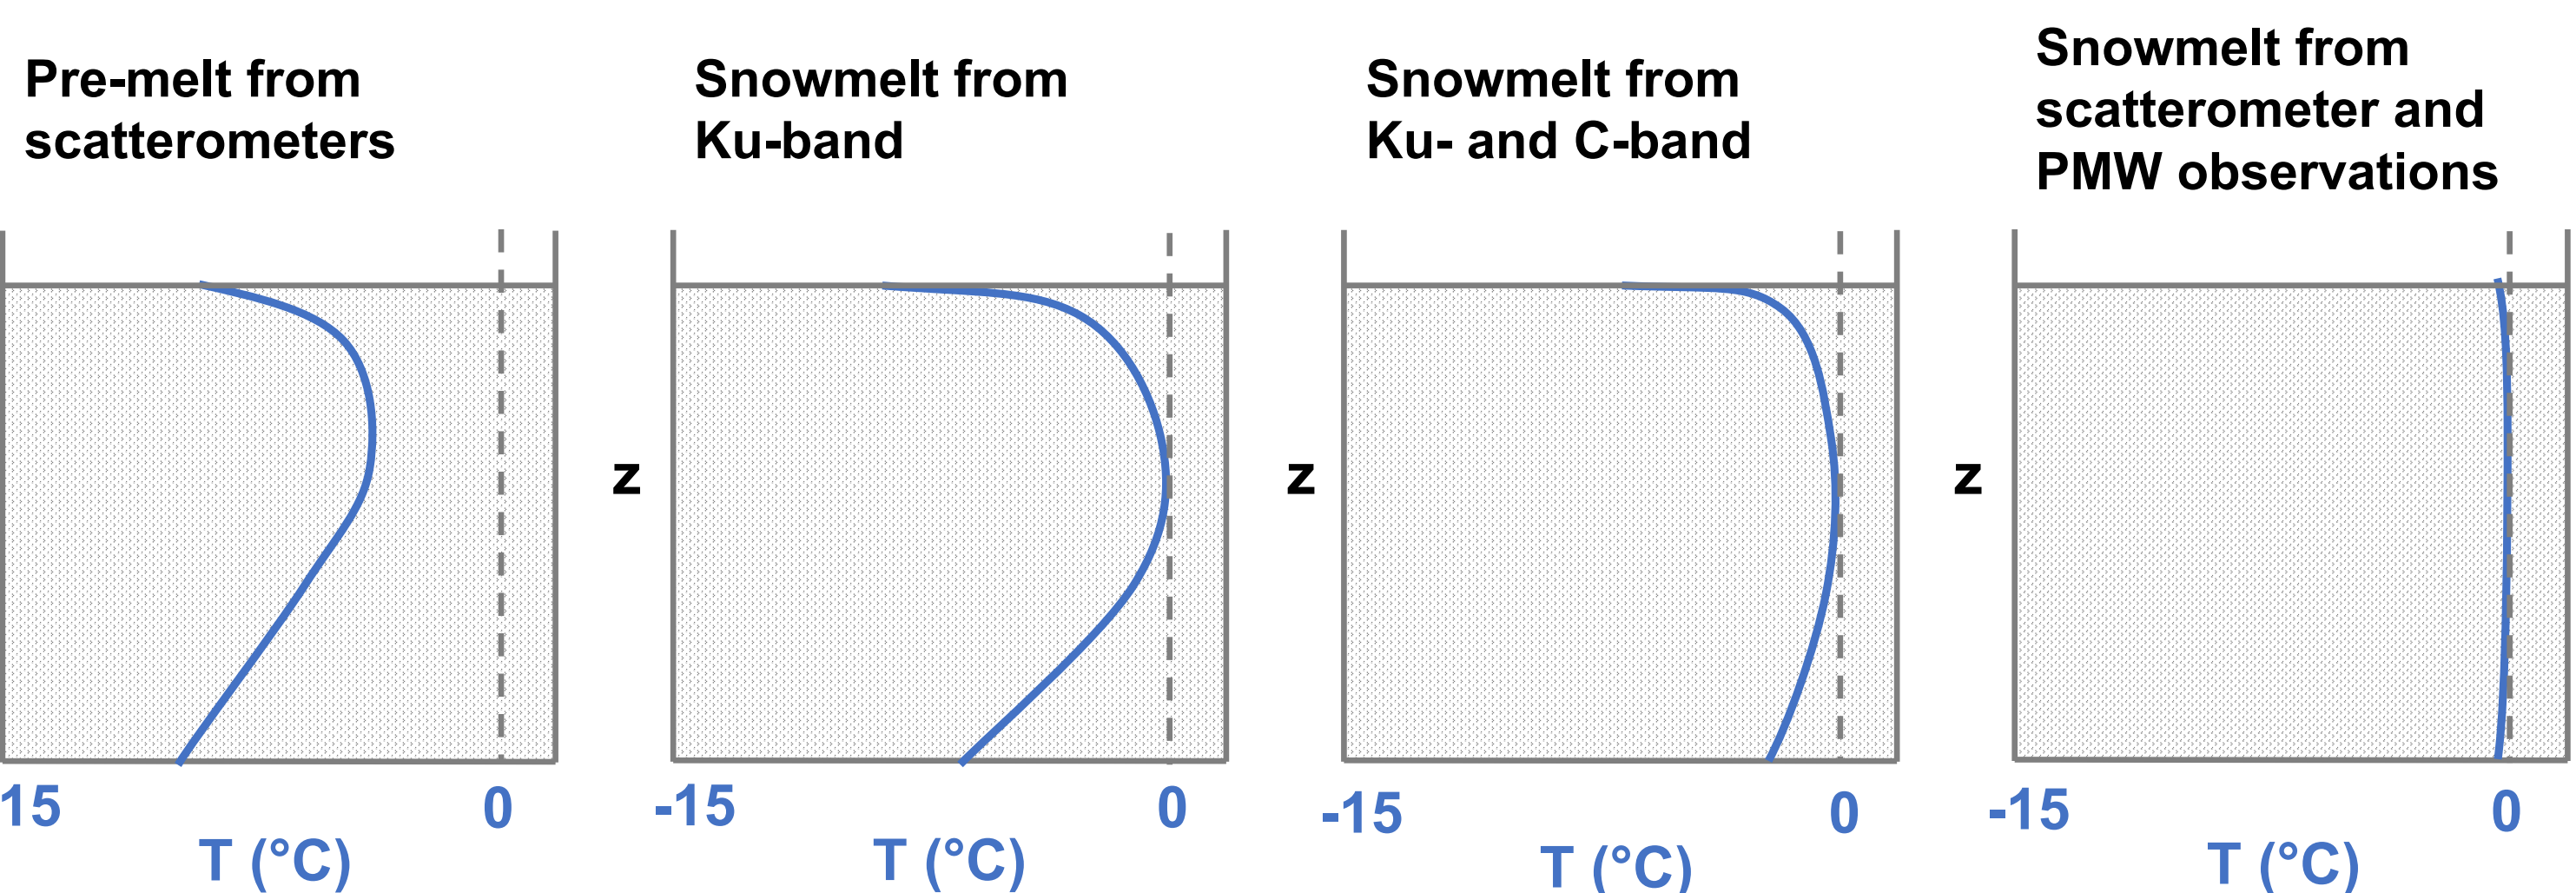 Pre-melt from
scatterometers
Snowmelt from
Ku-band
Snowmelt from
Ku- and C-band
Snowmelt from
scatterometer and
PMW observations
z
z
z
15
0
T (°C)
-15
0
T (°C)
-15
0
T (°C)
-15
0
T (°C)